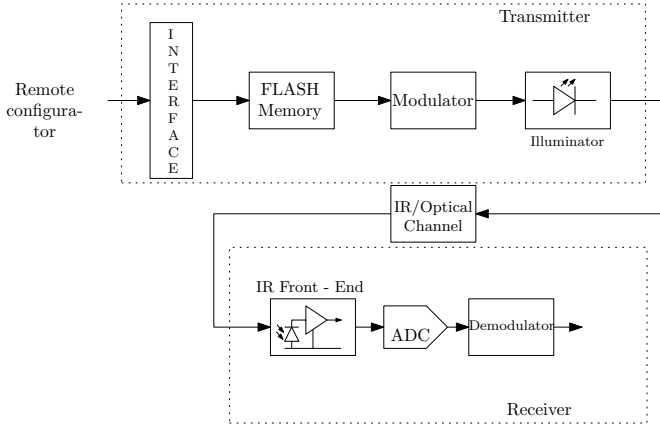 Transmitter
Remote
configura-
tor
I
N
T
E
R
F
A
C
E
FLASH
Memory
Modulator
Illuminator
IR/Optical
Channel
IR Front - End
ADC
Demodulator
Receiver